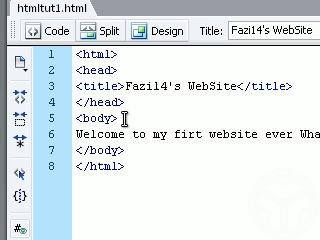 htmltut1.html
Code Split Design Title: Fazi14's WebSite
1 <html>
2 <head>
3 <title>Fazi14's WebSite</title>
4 </head>
5 <body>
6 Welcome to my firt website ever Wha
7 </body>
8 </html>